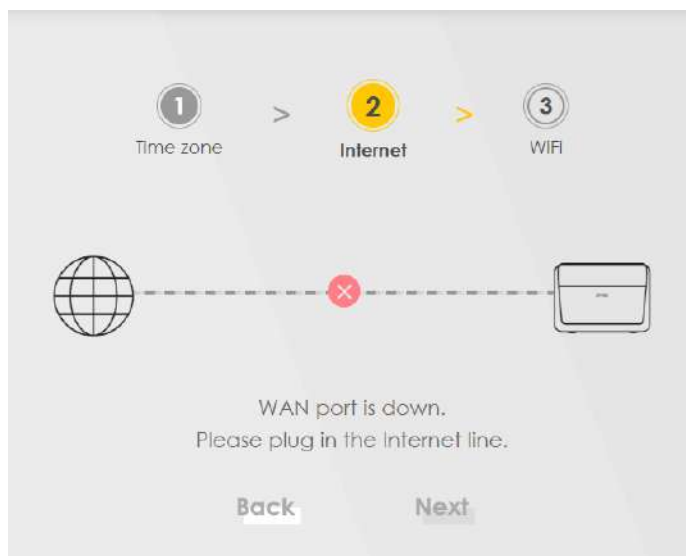 1 > 2 > 3
Time zone Internet WiFi
WAN port is down.
Please plug in the Internet line.
Back Next